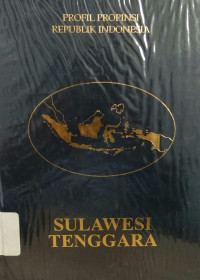 PROFIL PROPINSI
REPUBLIK INDONESIA
SULAWESI
TENGGARA